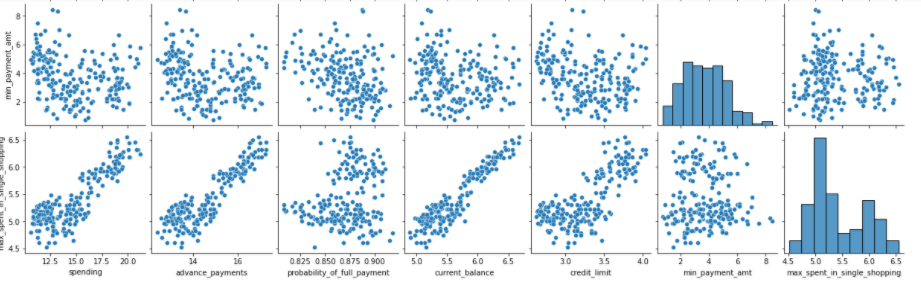 8
6
4
2
min_payment_amt
6.5
6.0
5.5
5.0
4.5
max_spent_in_single_shopping
12.5 15.0 17.5 20.0
14 16
0.825 0.850 0.875 0.900
5.0 5.5 6.0 6.5
3.0 3.5 4.0
2 4 6 8
4.5 5.0 5.5 6.0 6.5
spending
advance_payments
probability_of_full_payment
current_balance
credit_limit
min_payment_amt
max_spent_in_single_shopping